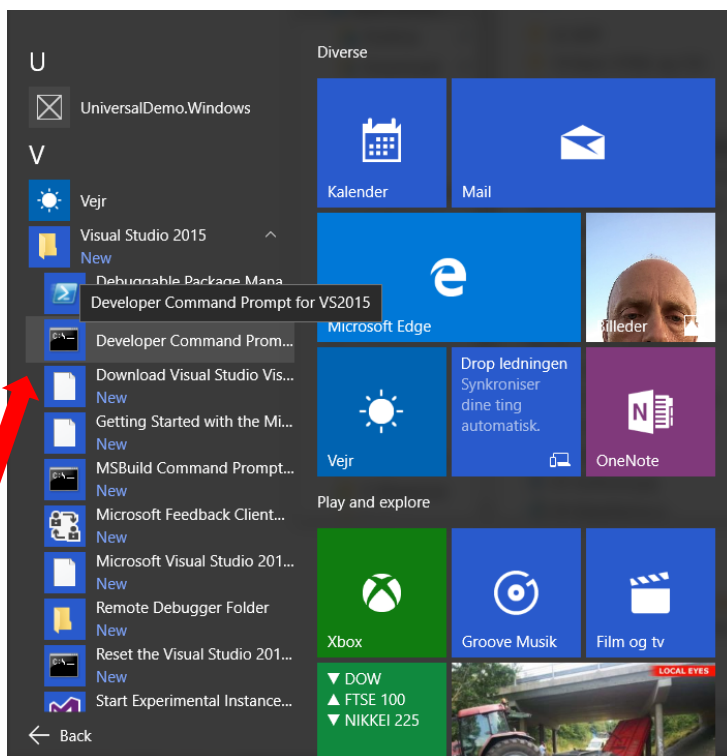 U
UniversalDemo.Windows
V
Vejr
Visual Studio 2015
New
Debuggable Package Mana...
Developer Command Prompt for VS2015
Developer Command Prom...
Download Visual Studio Vis...
New
Getting Started with the Mi...
New
MSBuild Command Prompt...
New
Microsoft Feedback Client...
New
Microsoft Visual Studio 201...
New
Remote Debugger Folder
New
Reset the Visual Studio 201...
New
Start Experimental Instance...
Back
Diverse
Kalender
Mail
Microsoft Edge
Billeder
Vejr
Drop ledningen
Synkroniser
dine ting
automatisk.
OneNote
Play and explore
Xbox
Groove Musik
Film og tv
▼ DOW
▲ FTSE 100
▼ NIKKEI 225
LOCAL EYES